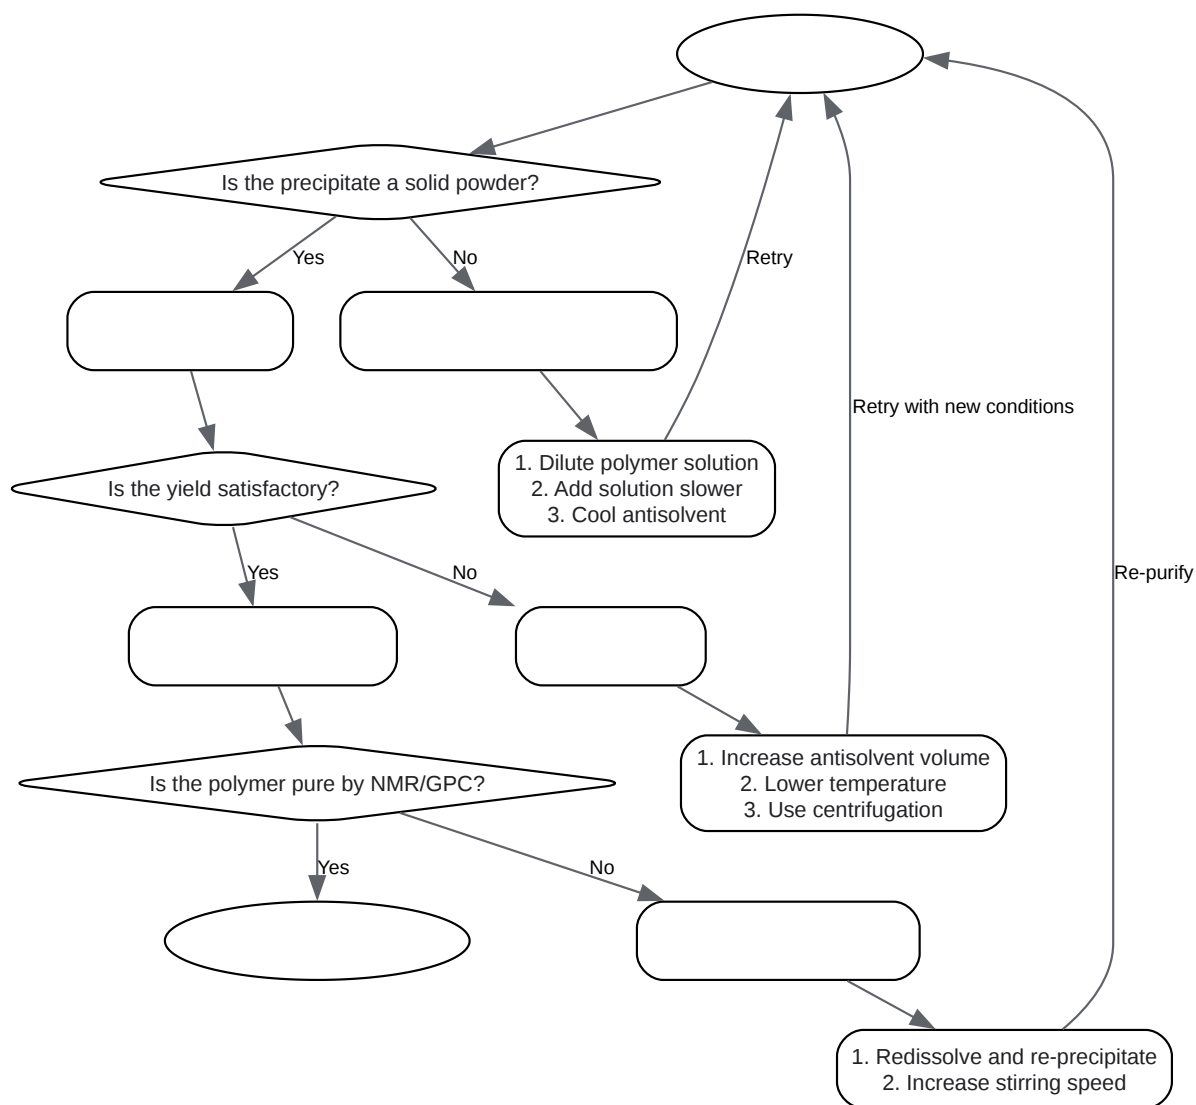 Is the precipitate a solid powder?
Yes
No
Retry
Retry with new conditions
1. Dilute polymer solution
2. Add solution slower
3. Cool antisolvent
Is the yield satisfactory?
Yes
No
Re-purify
1. Increase antisolvent volume
2. Lower temperature
3. Use centrifugation
Is the polymer pure by NMR/GPC?
Yes
No
1. Redissolve and re-precipitate
2. Increase stirring speed